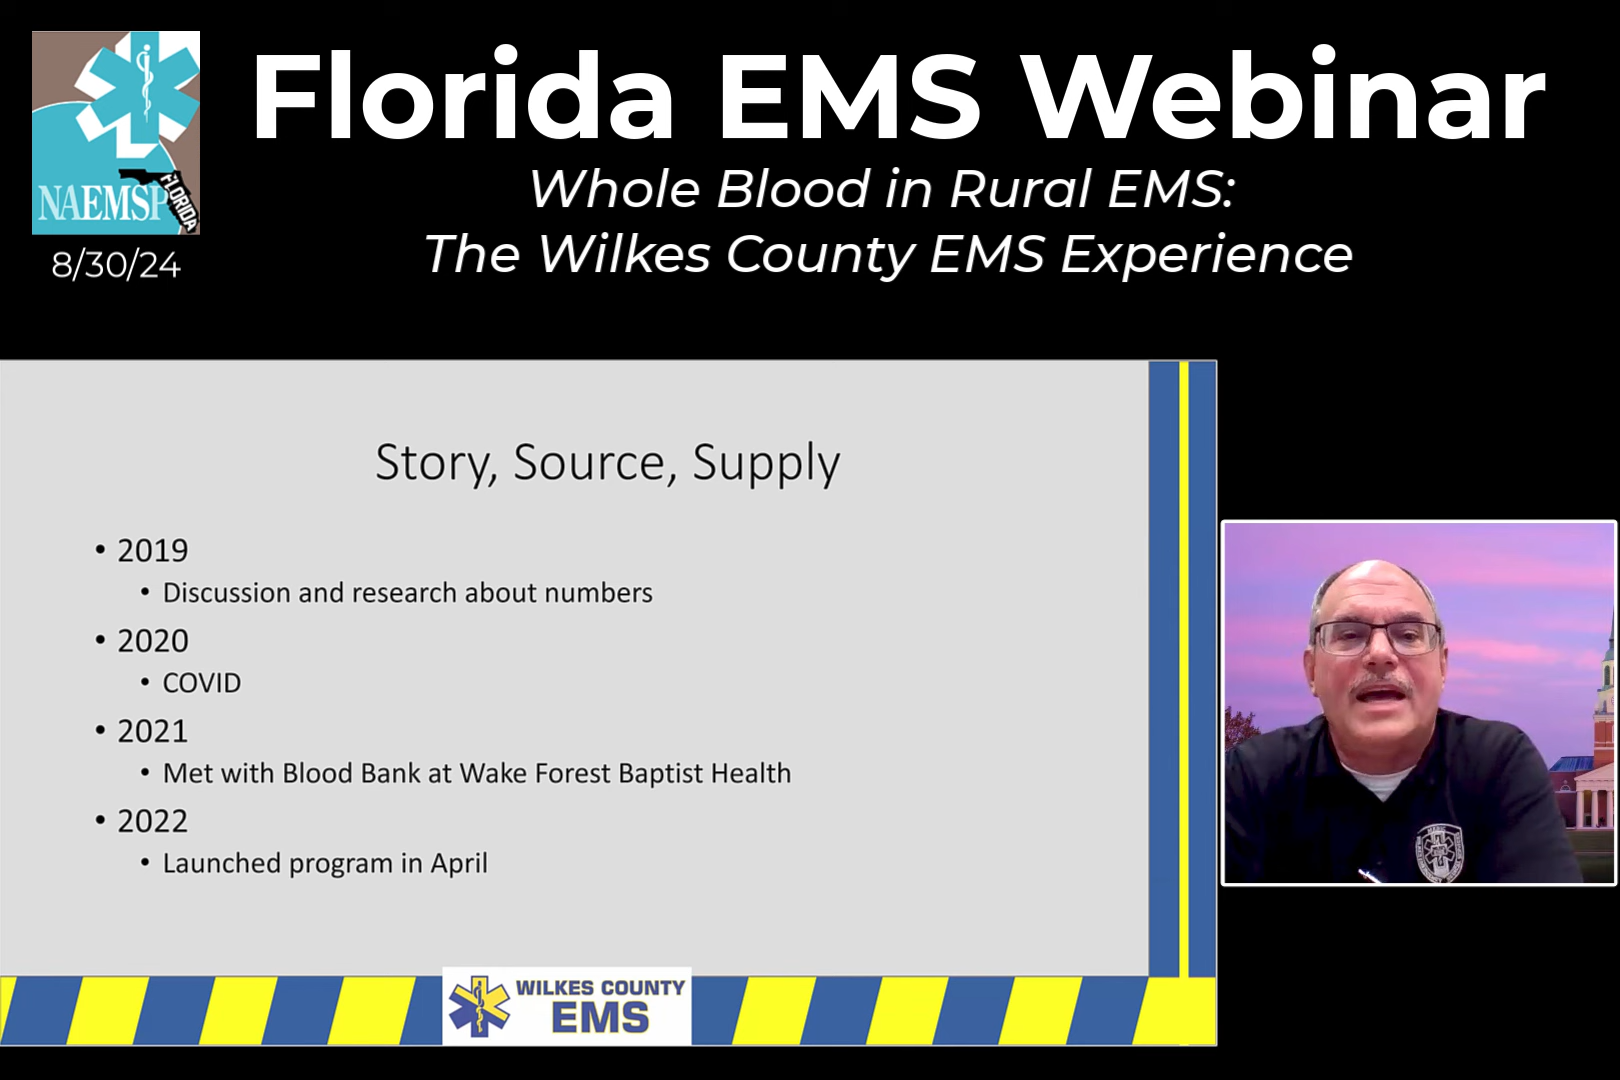 Florida EMS Webinar
Whole Blood in Rural EMS:
The Wilkes County EMS Experience
NAEMSP
FLORIDA
8/30/24
Story, Source, Supply
• 2019
• Discussion and research about numbers
• 2020
• COVID
• 2021
• Met with Blood Bank at Wake Forest Baptist Health
• 2022
• Launched program in April
WILKES COUNTY
EMS